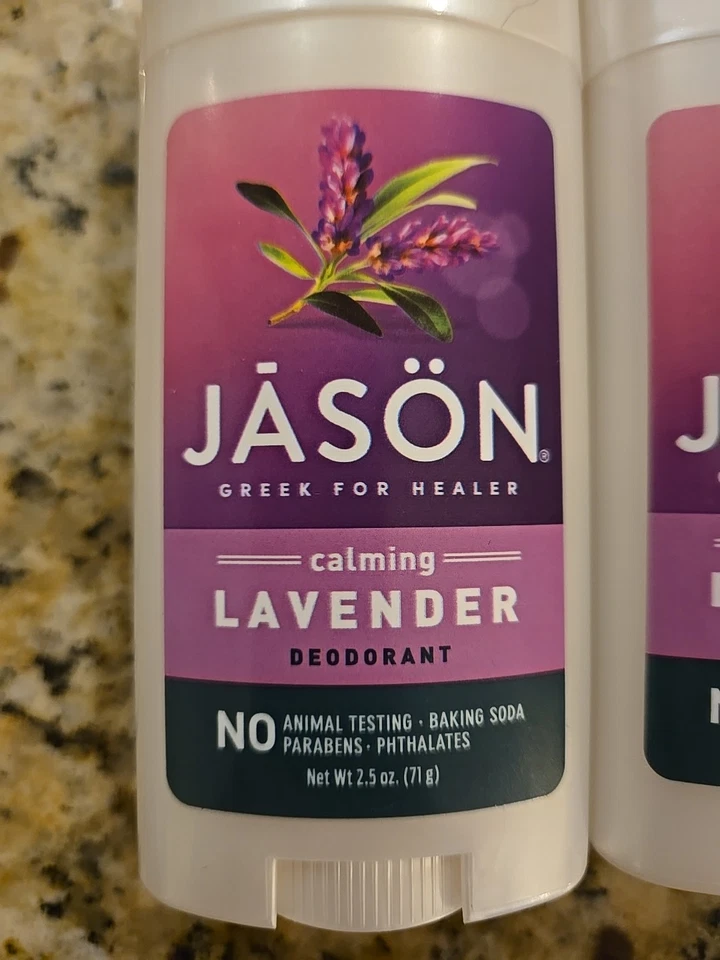 JĀSÖN®
GREEK FOR HEALER
calming
LAVENDER
DEODORANT
NO ANIMAL TESTING · BAKING SODA
PARABENS · PHTHALATES
Net Wt 2.5 oz. (71 g)
J
N